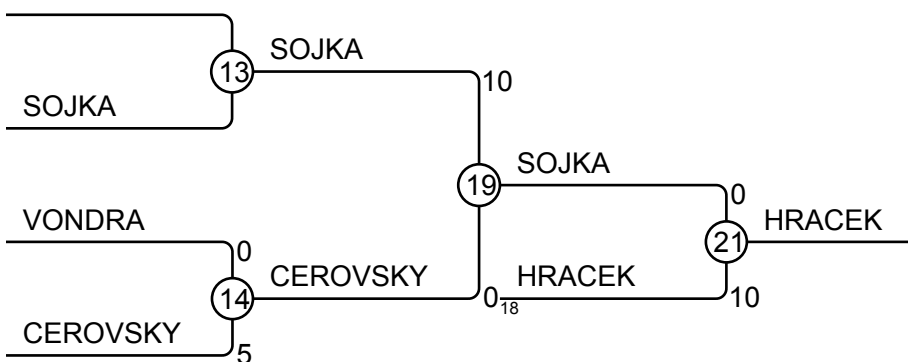 SOJKA
13
10
SOJKA
SOJKA
19
0
VONDRA
HRACEK
0
21
CEROVSKY
HRACEK
14
0
18
10
CEROVSKY
5